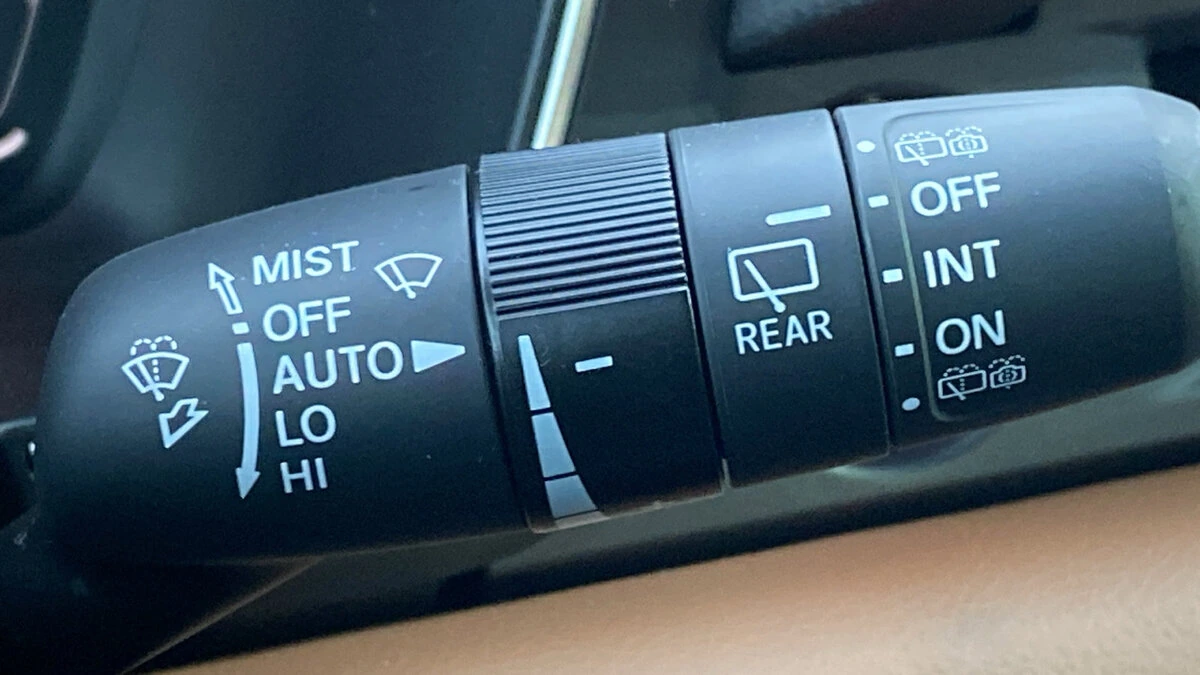 MIST
OFF
AUTO
LO
HI
REAR
OFF
INT
ON